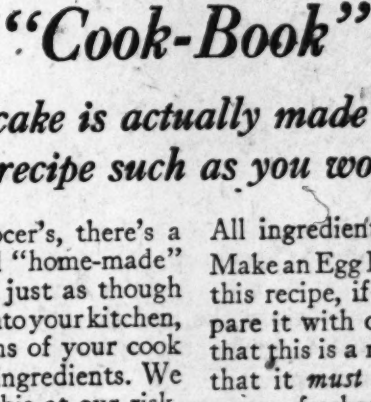 "Cook-Book"
cake is actually made
recipe such as you wo
ocer's, there's a
"home-made"
just as though
nto your kitchen,
ns of your cook
ngredients. We
All ingredient
Make an Egg
this recipe, if
pare it with
that this is a
that it must